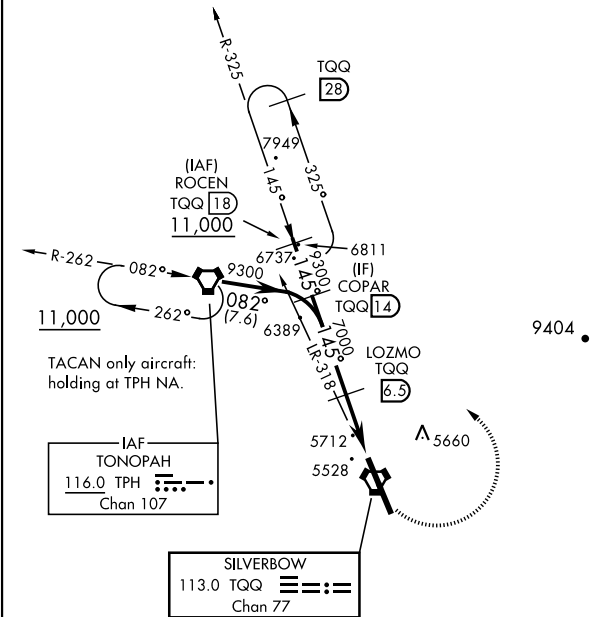 R-325
TQQ
28
7949
(IAF)
ROCEN
TQQ 18
11,000
145°
325°
6737
6811
R-262
082°
9300
145°
9300
(IF)
COPAR
TQQ 14
262°
082°
(7.6)
11,000
6389
LR-318
7000
145°
9404
TACAN only aircraft:
holding at TPH NA.
LOZMO
TQQ
6.5
IAF
TONOPAH
116.0 TPH
Chan 107
5712
5660
5528
SILVERBOW
113.0 TQQ
Chan 77